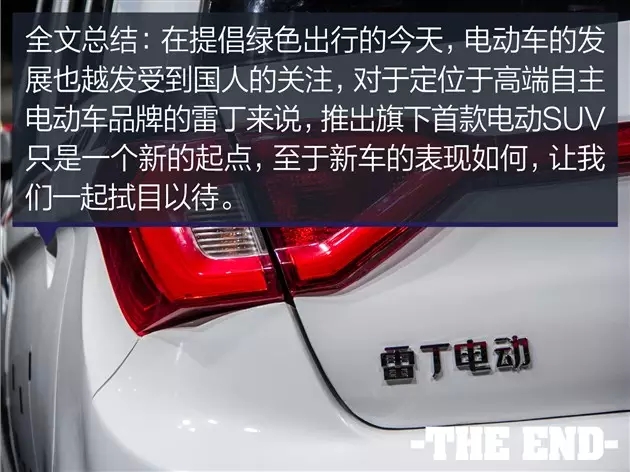 全文总结：在提倡绿色出行的今天，电动车的发
展也越发受到国人的关注，对于定位于高端自主
电动车品牌的雷丁来说，推出旗下首款电动SUV
只是一个新的起点，至于新车的表现如何，让我
们一起拭目以待。
雷丁电动
-THE END-